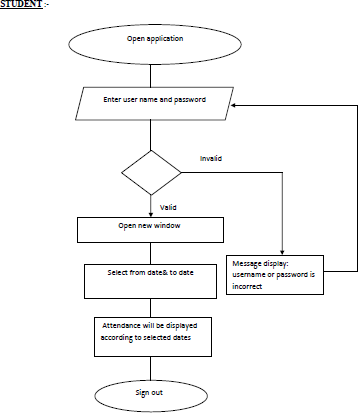 STUDENT :-
Open application
Enter user name and password
Invalid
Valid
Open new window
Message display:
username or password is
incorrect
Select from date& to date
Attendance will be displayed
according to selected dates
Sign out